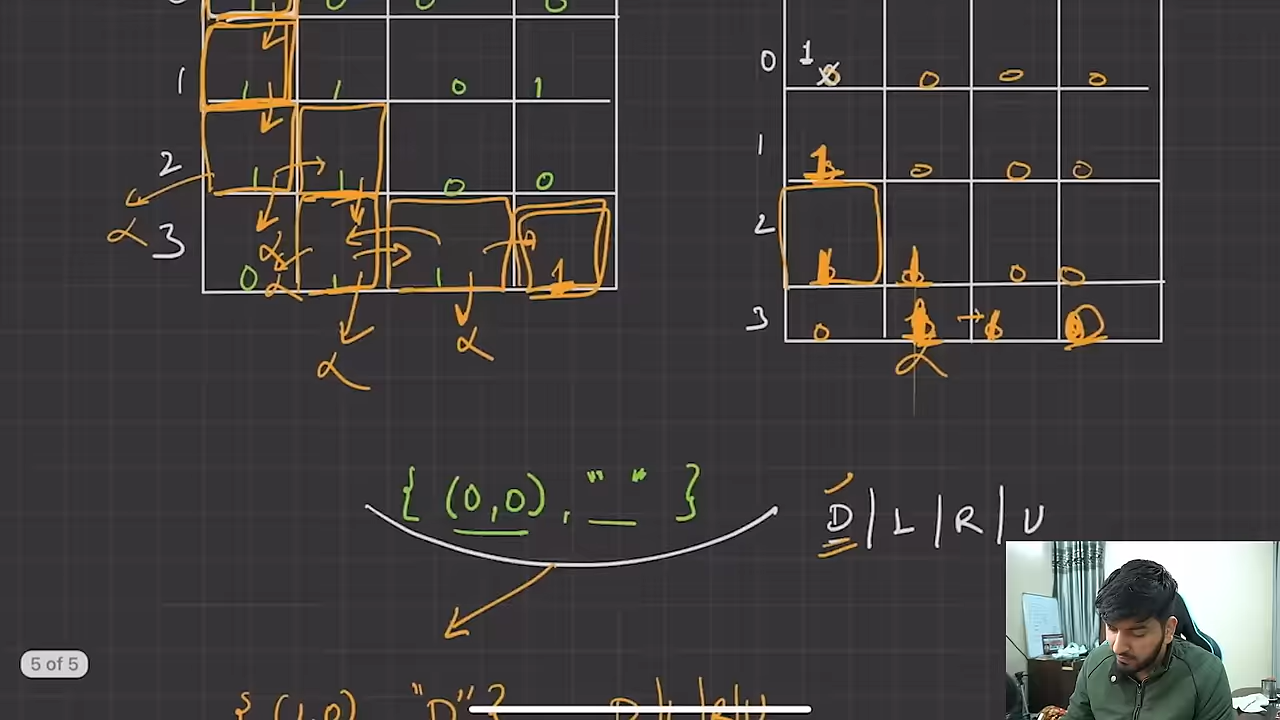 1 0 0 0
0 1 0 0 0 0
1 1 1 0 1
1 1 0 0 0
2 1 1 0 0
2 1 1 0 0
3 0 1 1 1
3 0 1
α α α
α α
α
{ (0,0), " " } D | L | R | U
5 of 5
{ (1,0) "D" } D | L | R | U